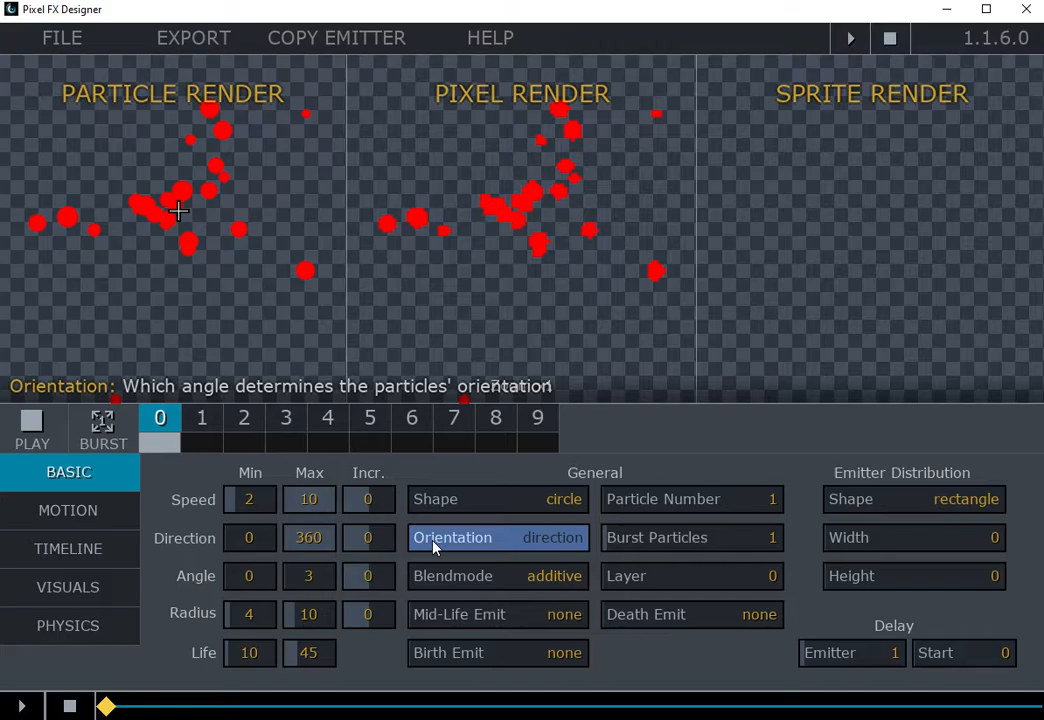 Pixel FX Designer
FILE EXPORT COPY EMITTER HELP 1.1.6.0
PARTICLE RENDER PIXEL RENDER SPRITE RENDER
Orientation: Which angle determines the particles' orientation
PLAY BURST 0 1 2 3 4 5 6 7 8 9
BASIC
MOTION
TIMELINE
VISUALS
PHYSICS
Min Max Incr.
Speed 2 10 0
Direction 0 360 0
Angle 0 3 0
Radius 4 10 0
Life 10 45
General
Shape circle Particle Number 1
Orientation direction Burst Particles 1
Blendmode additive Layer 0
Mid-Life Emit none Death Emit none
Birth Emit none
Emitter Distribution
Shape rectangle
Width 0
Height 0
Delay
Emitter 1 Start 0